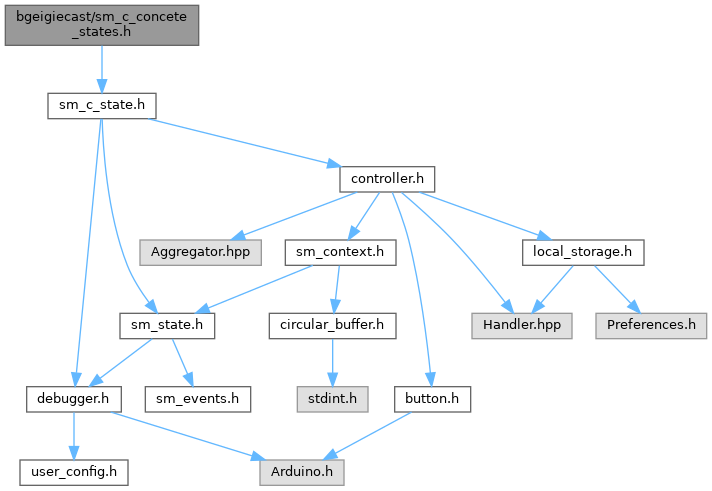 bgeigiecast/sm_c_concete
_states.h
sm_c_state.h
controller.h
Aggregator.hpp
sm_context.h
local_storage.h
sm_state.h
circular_buffer.h
Handler.hpp
Preferences.h
debugger.h
sm_events.h
stdint.h
button.h
user_config.h
Arduino.h